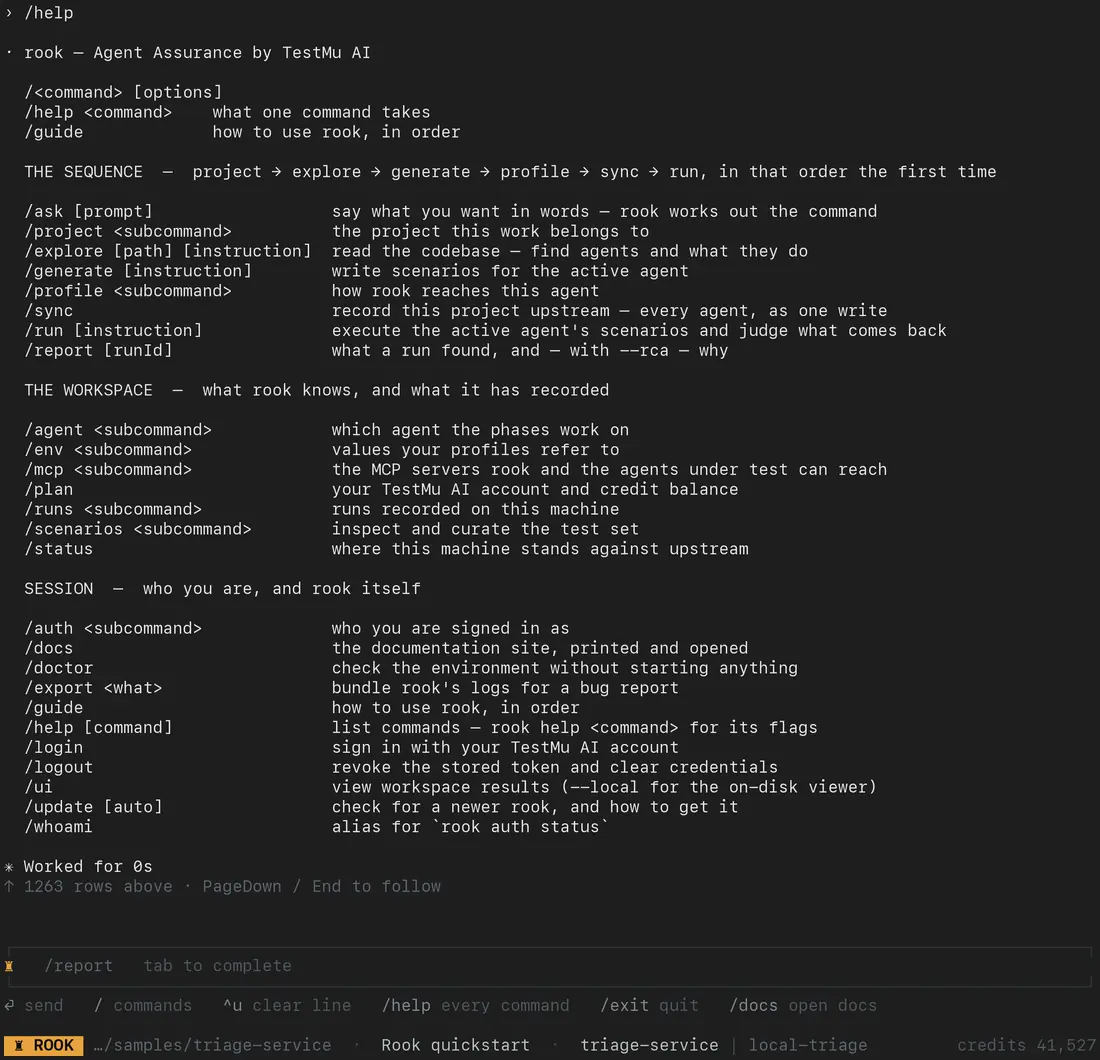 › /help
· rook — Agent Assurance by TestMu AI
/<command> [options]
/help <command>    what one command takes
/guide             how to use rook, in order
THE SEQUENCE  —  project → explore → generate → profile → sync → run, in that order the first time
/ask [prompt]                  say what you want in words — rook works out the command
/project <subcommand>          the project this work belongs to
/explore [path] [instruction]  read the codebase — find agents and what they do
/generate [instruction]        write scenarios for the active agent
/profile <subcommand>          how rook reaches this agent
/sync                          record this project upstream — every agent, as one write
/run [instruction]             execute the active agent's scenarios and judge what comes back
/report [runId]                what a run found, and — with --rca — why
THE WORKSPACE  —  what rook knows, and what it has recorded
/agent <subcommand>            which agent the phases work on
/env <subcommand>              values your profiles refer to
/mcp <subcommand>              the MCP servers rook and the agents under test can reach
/plan                          your TestMu AI account and credit balance
/runs <subcommand>             runs recorded on this machine
/scenarios <subcommand>        inspect and curate the test set
/status                        where this machine stands against upstream
SESSION  —  who you are, and rook itself
/auth <subcommand>             who you are signed in as
/docs                          the documentation site, printed and opened
/doctor                        check the environment without starting anything
/export <what>                 bundle rook's logs for a bug report
/guide                         how to use rook, in order
/help [command]                list commands — rook help <command> for its flags
/login                         sign in with your TestMu AI account
/logout                        revoke the stored token and clear credentials
/ui                            view workspace results (--local for the on-disk viewer)
/update [auto]                 check for a newer rook, and how to get it
/whoami                        alias for `rook auth status`
✳ Worked for 0s
↑ 1263 rows above · PageDown / End to follow
♜   /report   tab to complete
⏎ send   / commands   ^u clear line   /help every command   /exit quit   /docs open docs
♜ ROOK …/samples/triage-service  ·  Rook quickstart  ·  triage-service | local-triage         credits 41,527